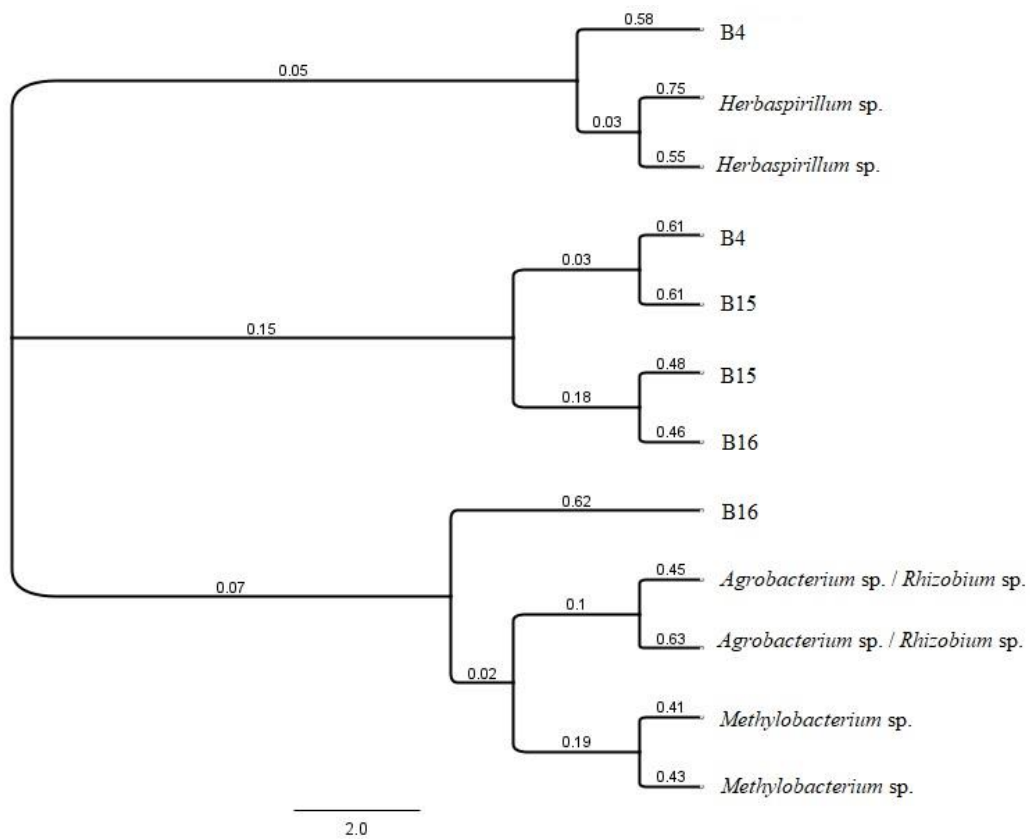 0.58
B4
0.05
0.75
Herbaspirillum sp.
0.03
0.55
Herbaspirillum sp.
0.61
B4
0.03
0.61
B15
0.15
0.48
B15
0.18
0.46
B16
0.62
B16
0.07
0.45
Agrobacterium sp. / Rhizobium sp.
0.1
0.63
Agrobacterium sp. / Rhizobium sp.
0.02
0.41
Methylobacterium sp.
0.19
0.43
Methylobacterium sp.
2.0